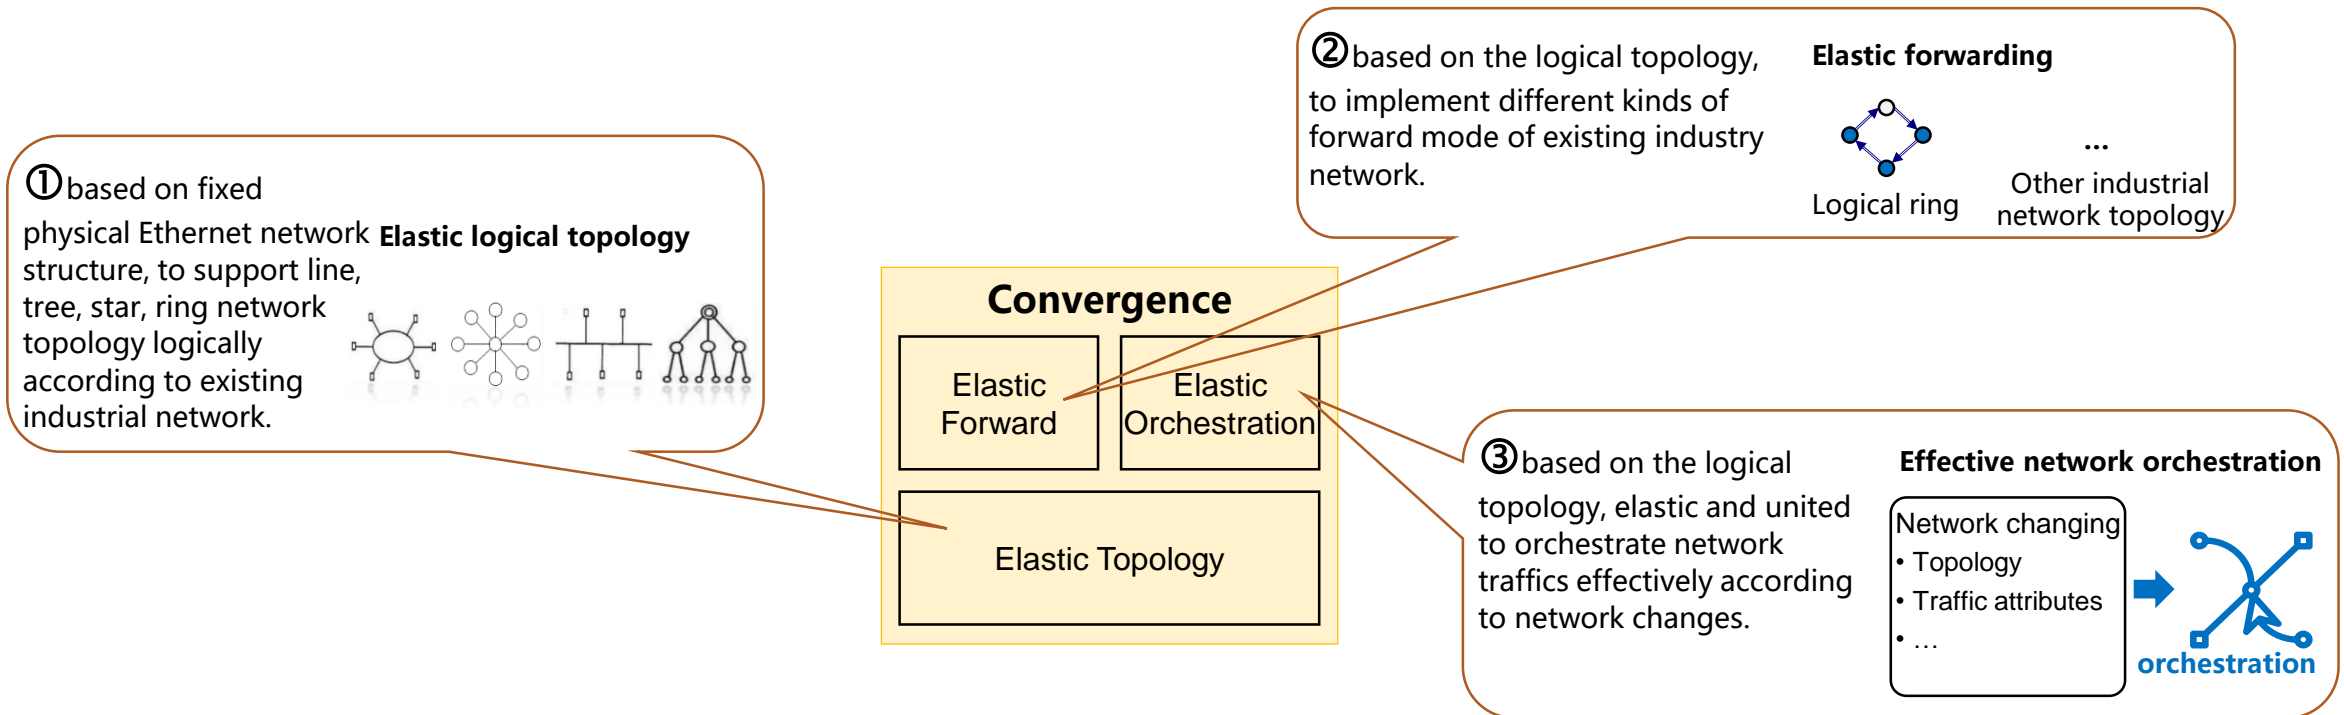 ①based on fixed
physical Ethernet network
structure, to support line,
tree, star, ring network
topology logically
according to existing
industrial network.
Elastic logical topology
②based on the logical topology,
to implement different kinds of
forward mode of existing industry
network.
Elastic forwarding
Logical ring
...
Other industrial
network topology
Convergence
Elastic
Forward
Elastic
Orchestration
Elastic Topology
③based on the logical
topology, elastic and united
to orchestrate network
traffics effectively according
to network changes.
Effective network orchestration
Network changing
• Topology
• Traffic attributes
• …
orchestration